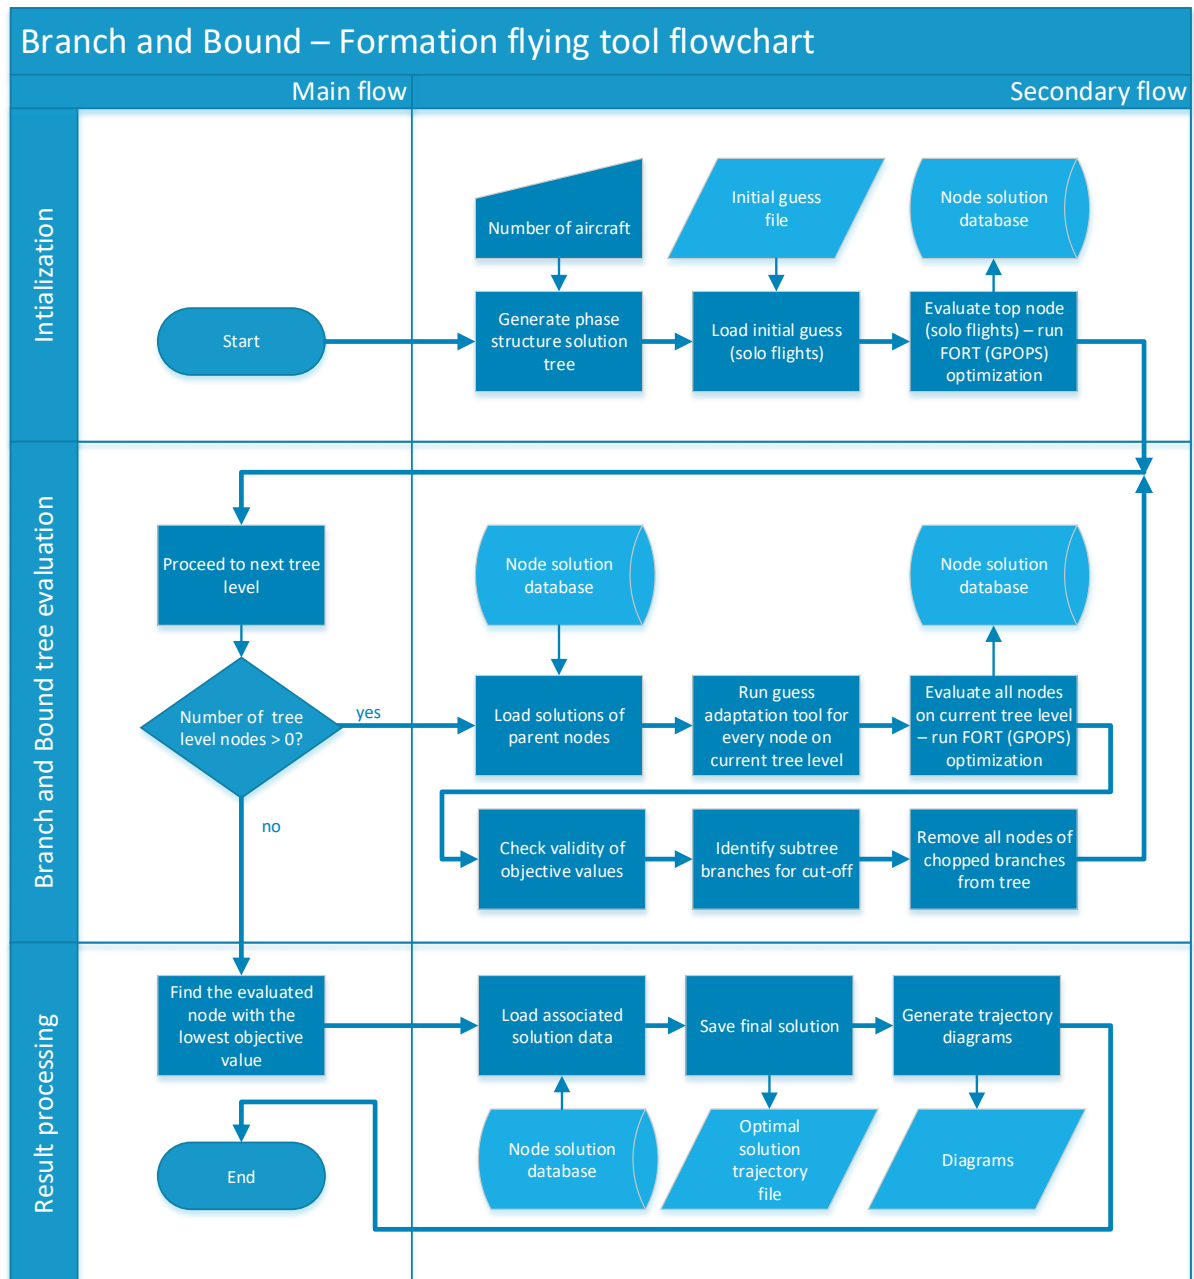 Branch and Bound – Formation flying tool flowchart
Main flow
Secondary flow
Intialization
Number of aircraft
Initial guess
file
Node solution
database
Start
Generate phase
structure solution
tree
Load initial guess
(solo flights)
Evaluate top node
(solo flights) – run
FORT (GPOPS)
optimization
Branch and Bound tree evaluation
Proceed to next tree
level
Node solution
database
Node solution
database
Number of tree
level nodes > 0?
yes
no
Load solutions of
parent nodes
Run guess
adaptation tool for
every node on
current tree level
Evaluate all nodes
on current tree level
– run FORT (GPOPS)
optimization
Check validity of
objective values
Identify subtree
branches for cut-off
Remove all nodes of
chopped branches
from tree
Result processing
Find the evaluated
node with the
lowest objective
value
Load associated
solution data
Save final solution
Generate trajectory
diagrams
End
Node solution
database
Optimal
solution
trajectory
file
Diagrams